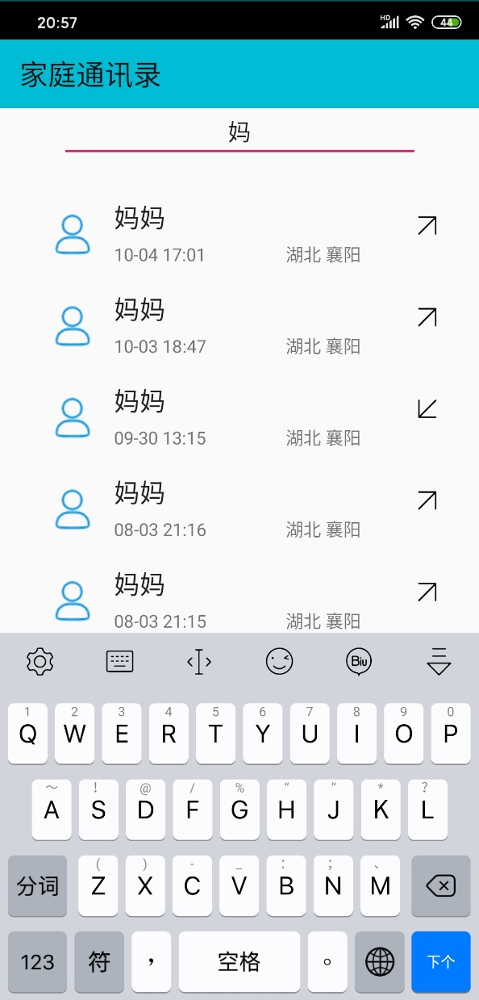 20:57 HD 44
家庭通讯录
妈
妈妈
10-04 17:01 湖北 襄阳
妈妈
10-03 18:47 湖北 襄阳
妈妈
09-30 13:15 湖北 襄阳
妈妈
08-03 21:16 湖北 襄阳
妈妈
08-03 21:15 湖北 襄阳
Biu
1 2 3 4 5 6 7 8 9 0
Q W E R T Y U I O P
～ ! @ / % “ ” * ?
A S D F G H J K L
( ) - _ : ; 、
分词 Z X C V B N M
123 符 ， 空格 。 下个